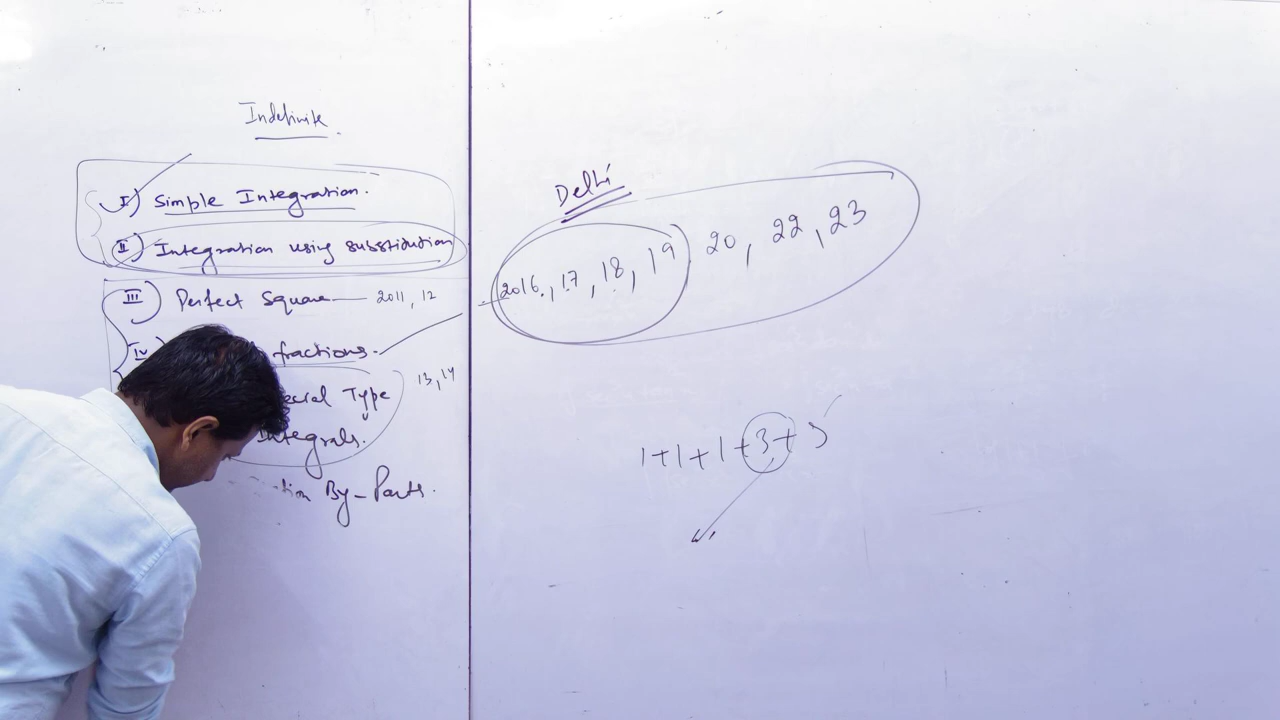 Indefinite
I) Simple Integration.
II) Integration using substitution
III) Perfect Square — 2011, 12
IV) fractions.
Type 13, 14
Integrals.
By-Parts.
Delhi
2016, 17, 18, 19, 20, 22, 23
1+1+1+3+5